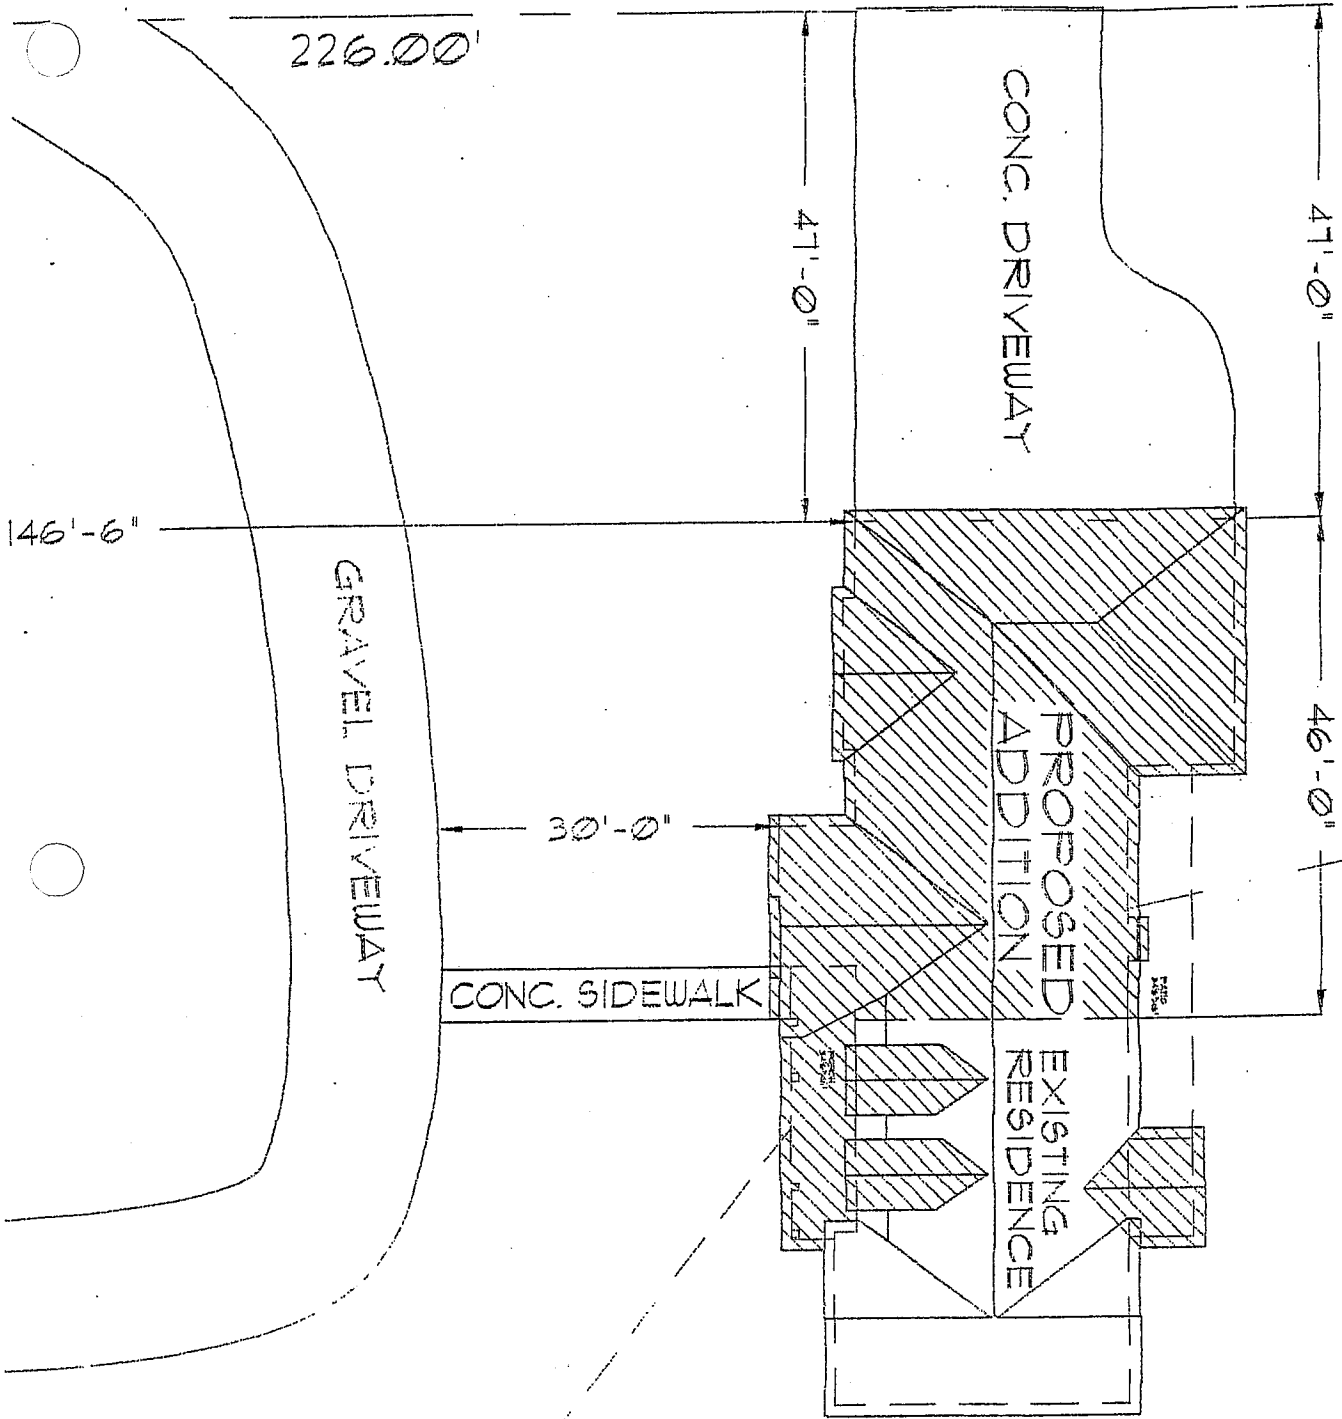 226.00'
CONC. DRIVEWAY
47'-0"
47'-0"
146'-6"
GRAVEL DRIVEWAY
PROPOSED
ADDITION
46'-0"
30'-0"
CONC. SIDEWALK
EXISTING
RESIDENCE